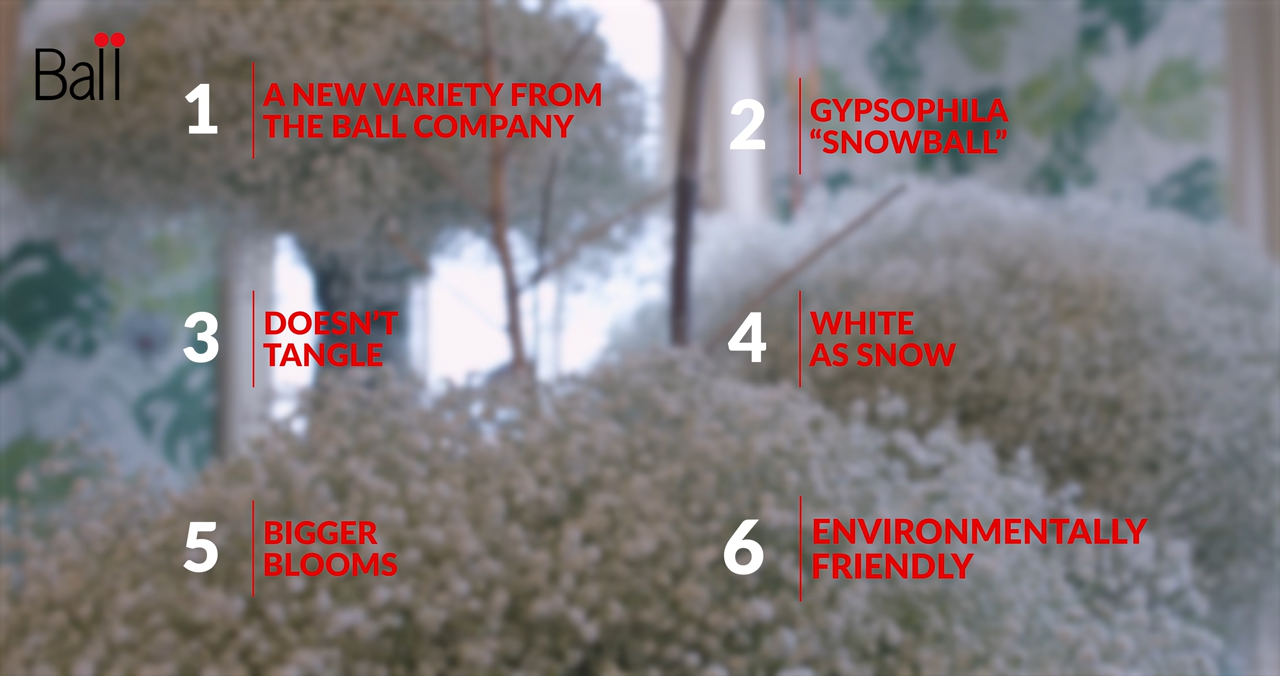 Ball
1
A NEW VARIETY FROM
THE BALL COMPANY
2
GYPSOPHILA
“SNOWBALL”
3
DOESN’T
TANGLE
4
WHITE
AS SNOW
5
BIGGER
BLOOMS
6
ENVIRONMENTALLY
FRIENDLY